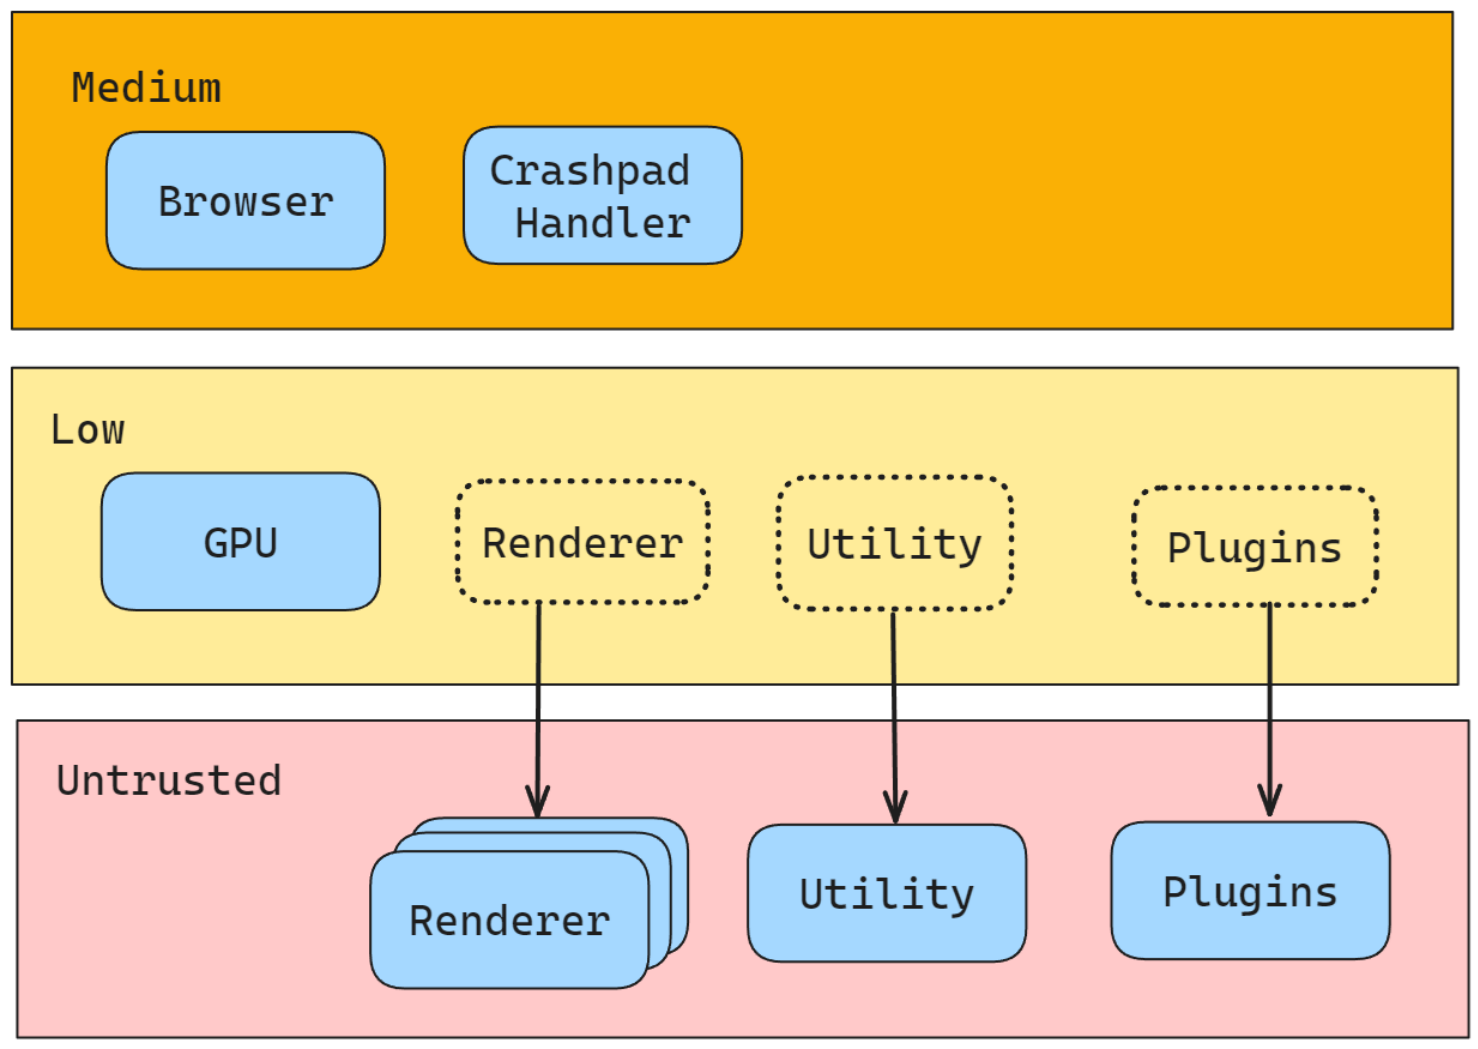 Medium
Browser
Crashpad
Handler
Low
GPU
Renderer
Utility
Plugins
Untrusted
Renderer
Utility
Plugins